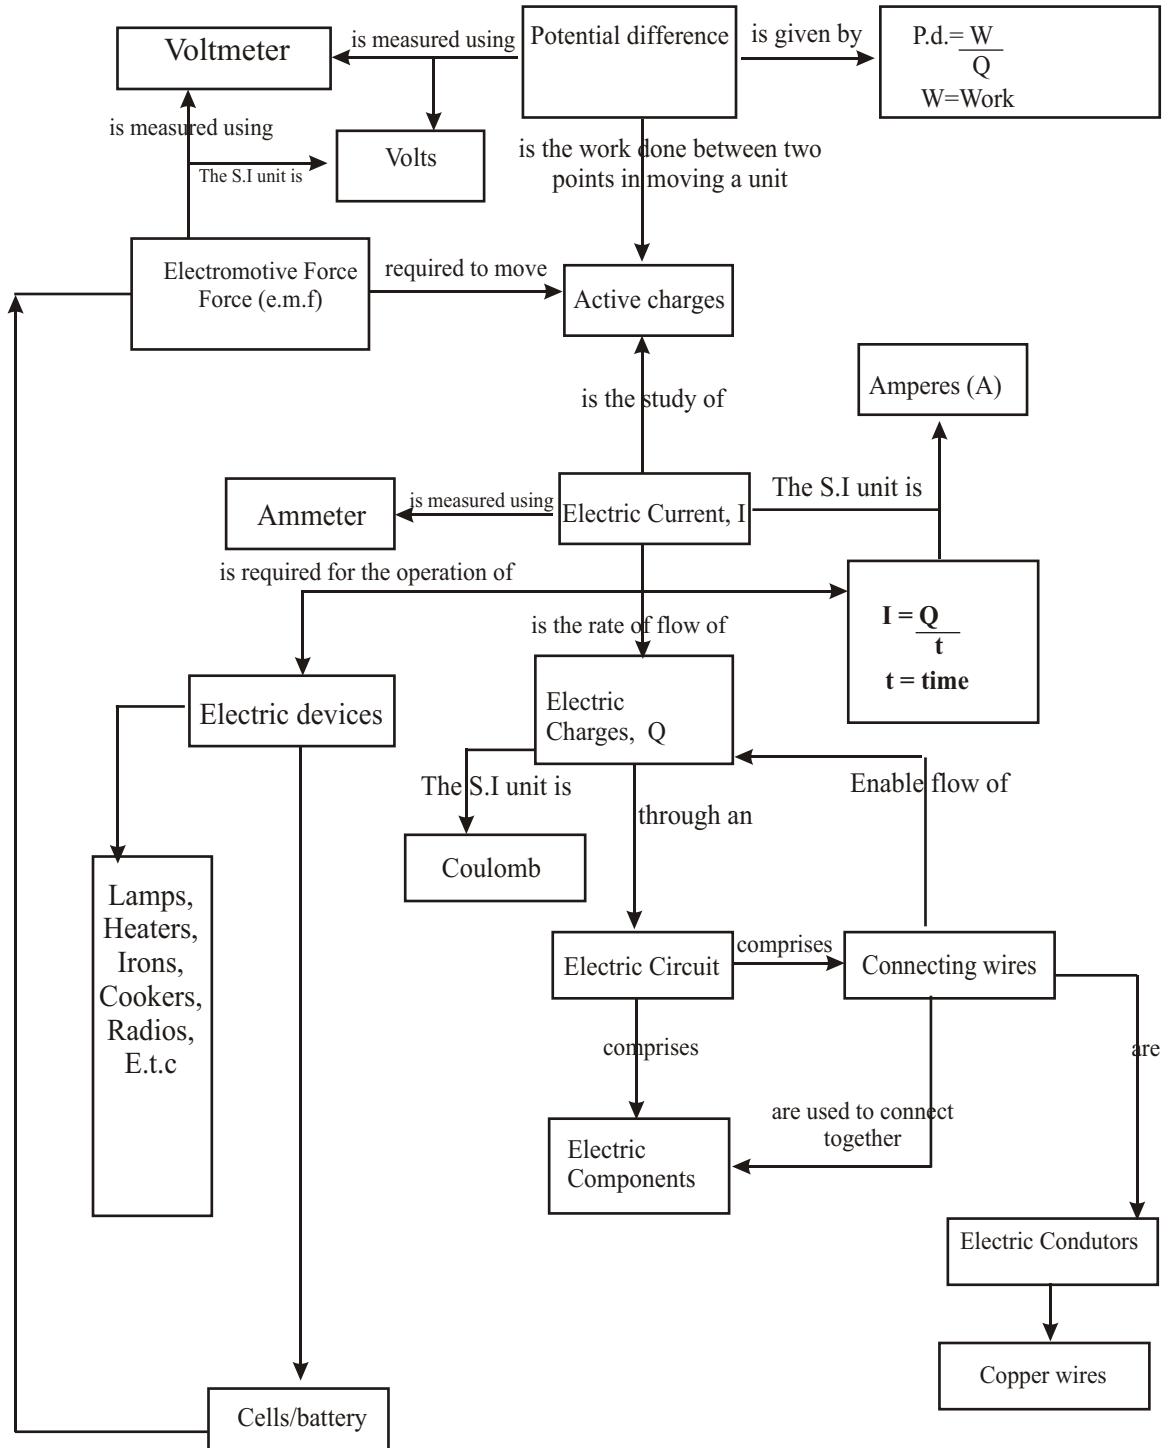 Voltmeter
is measured using
Potential difference
is given by
P.d.= W
Q
W=Work
is measured using
The S.I unit is
Volts
is the work done between two
points in moving a unit
Electromotive Force
Force (e.m.f)
required to move
Active charges
is the study of
Amperes (A)
Ammeter
is measured using
Electric Current, I
The S.I unit is
is required for the operation of
is the rate of flow of
I = Q
t
t = time
Electric devices
Electric
Charges, Q
The S.I unit is
through an
Enable flow of
Coulomb
Lamps,
Heaters,
Irons,
Cookers,
Radios,
E.t.c
Electric Circuit
comprises
Connecting wires
comprises
are
are used to connect
together
Electric
Components
Electric Condutors
Copper wires
Cells/battery